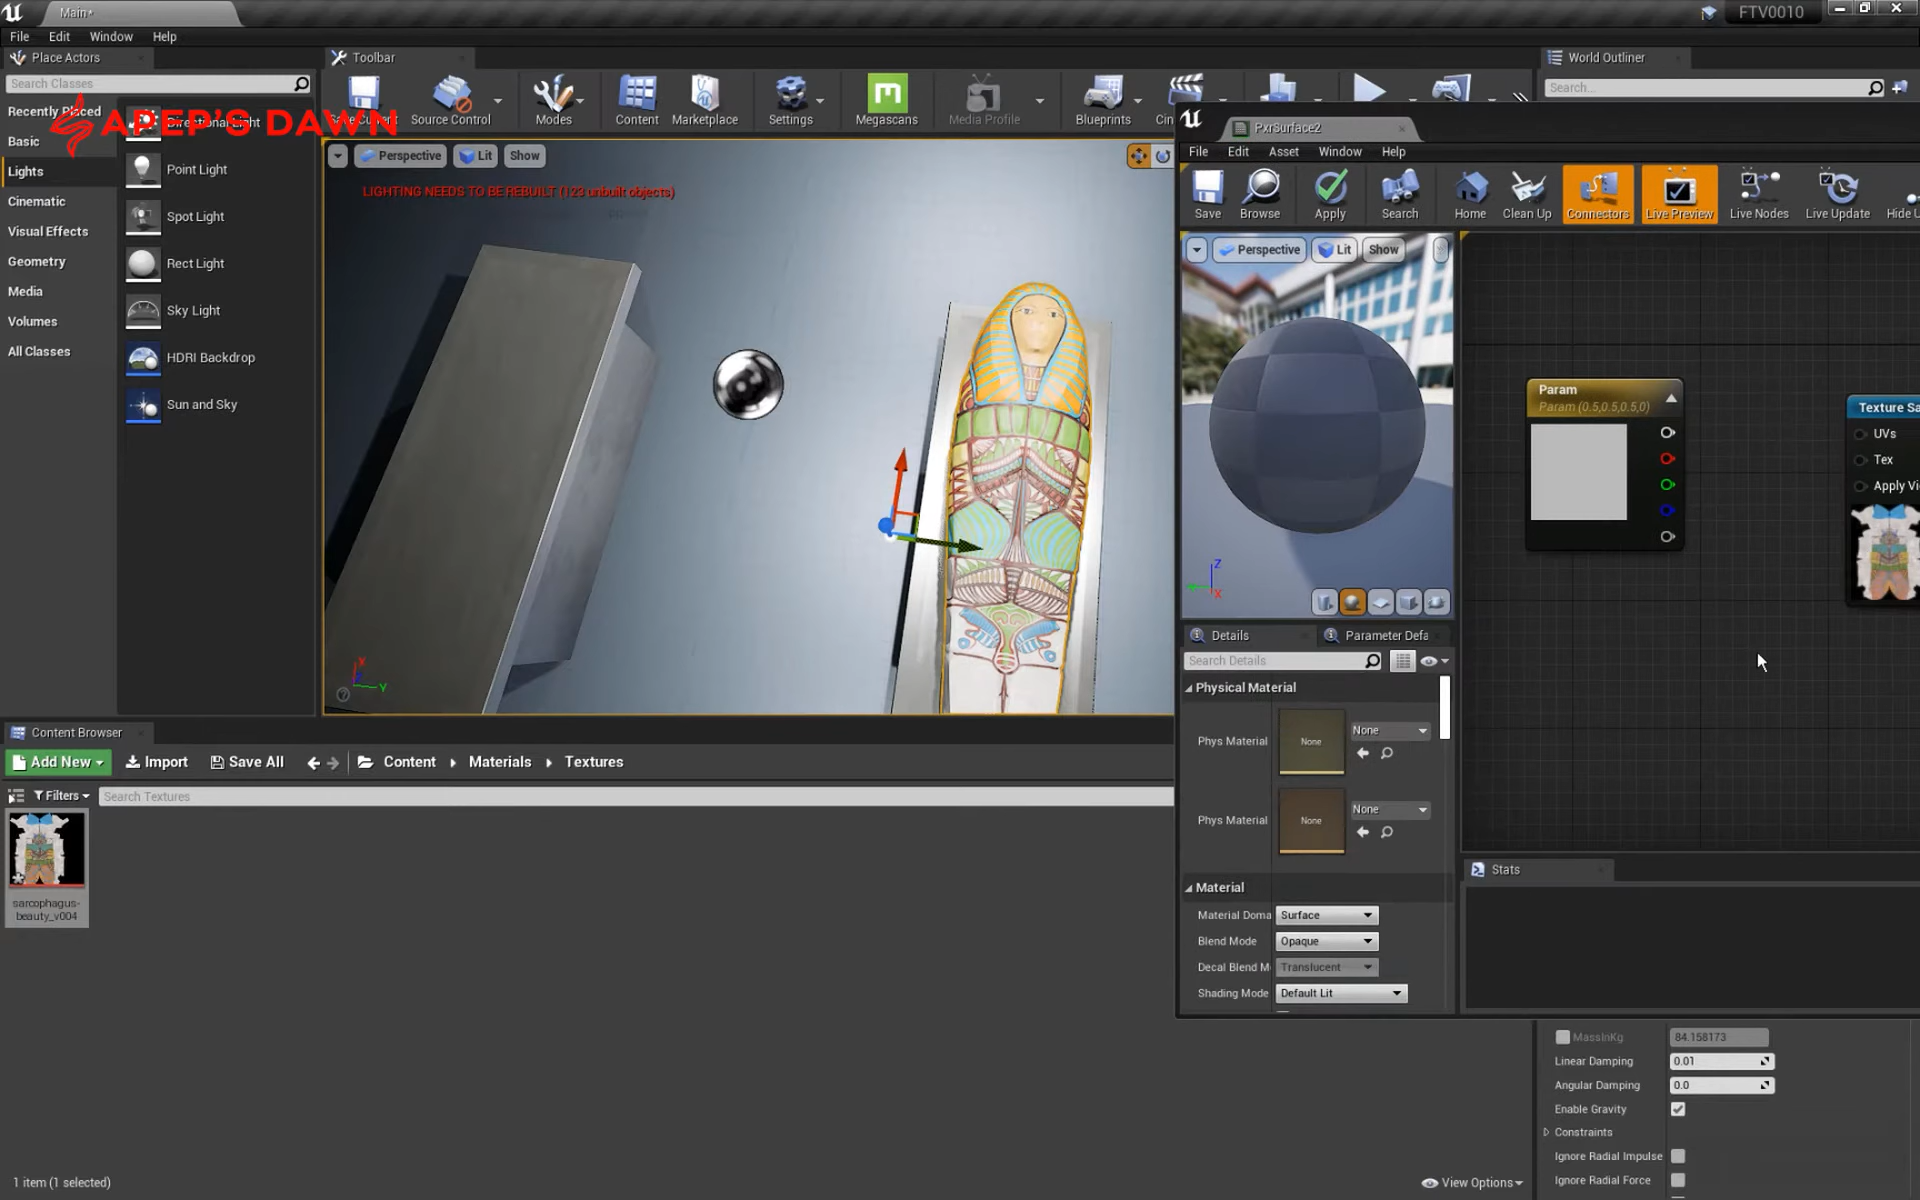 Main*
FTV0010
File Edit Window Help
Place Actors
Toolbar
World Outliner
Search Classes
Search...
Recently Placed
Basic
Lights
Cinematic
Visual Effects
Geometry
Media
Volumes
All Classes
APEP'S DAWN
Directional Light
Point Light
Spot Light
Rect Light
Sky Light
HDRI Backdrop
Sun and Sky
Save Current
Source Control
Modes
Content
Marketplace
Settings
Megascans
Media Profile
Blueprints
Cin
Perspective
Lit
Show
LIGHTING NEEDS TO BE REBUILT (123 unbuilt objects)
X
Y
PxrSurface2
File Edit Asset Window Help
Save
Browse
Apply
Search
Home
Clean Up
Connectors
Live Preview
Live Nodes
Live Update
Hide U
Perspective
Lit
Show
Z
X
Param
Param (0.5,0.5,0.5,0)
Texture Sa
UVs
Tex
Apply Vi
Details
Parameter Defa
Search Details
Physical Material
Phys Material
None
None
Phys Material
None
None
Material
Material Doma
Surface
Blend Mode
Opaque
Decal Blend M
Translucent
Shading Mode
Default Lit
Stats
MassInKg
84.158173
Linear Damping
0.01
Angular Damping
0.0
Enable Gravity
Constraints
Ignore Radial Impulse
Ignore Radial Force
Content Browser
Add New
Import
Save All
Content
Materials
Textures
Filters
Search Textures
sarcophagus-
beauty_v004
1 item (1 selected)
View Options